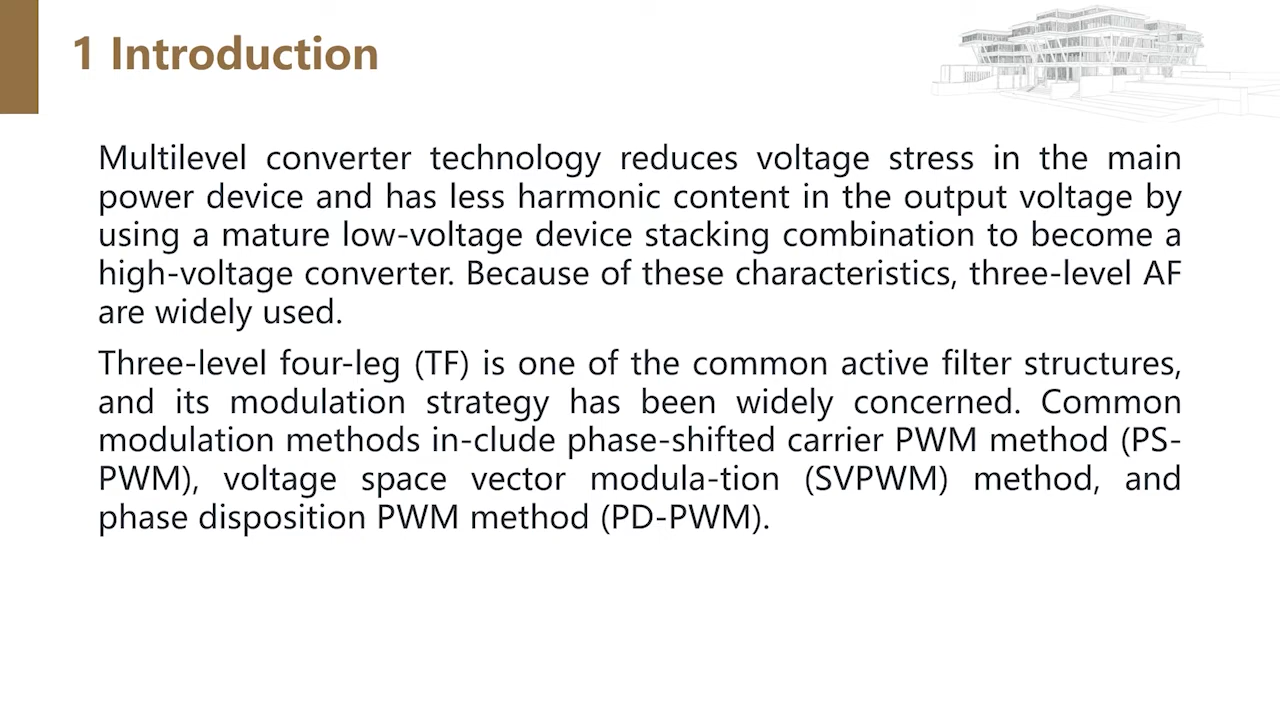 1 Introduction
Multilevel converter technology reduces voltage stress in the main
power device and has less harmonic content in the output voltage by
using a mature low-voltage device stacking combination to become a
high-voltage converter. Because of these characteristics, three-level AF
are widely used.
Three-level four-leg (TF) is one of the common active filter structures,
and its modulation strategy has been widely concerned. Common
modulation methods in-clude phase-shifted carrier PWM method (PS-
PWM), voltage space vector modula-tion (SVPWM) method, and
phase disposition PWM method (PD-PWM).